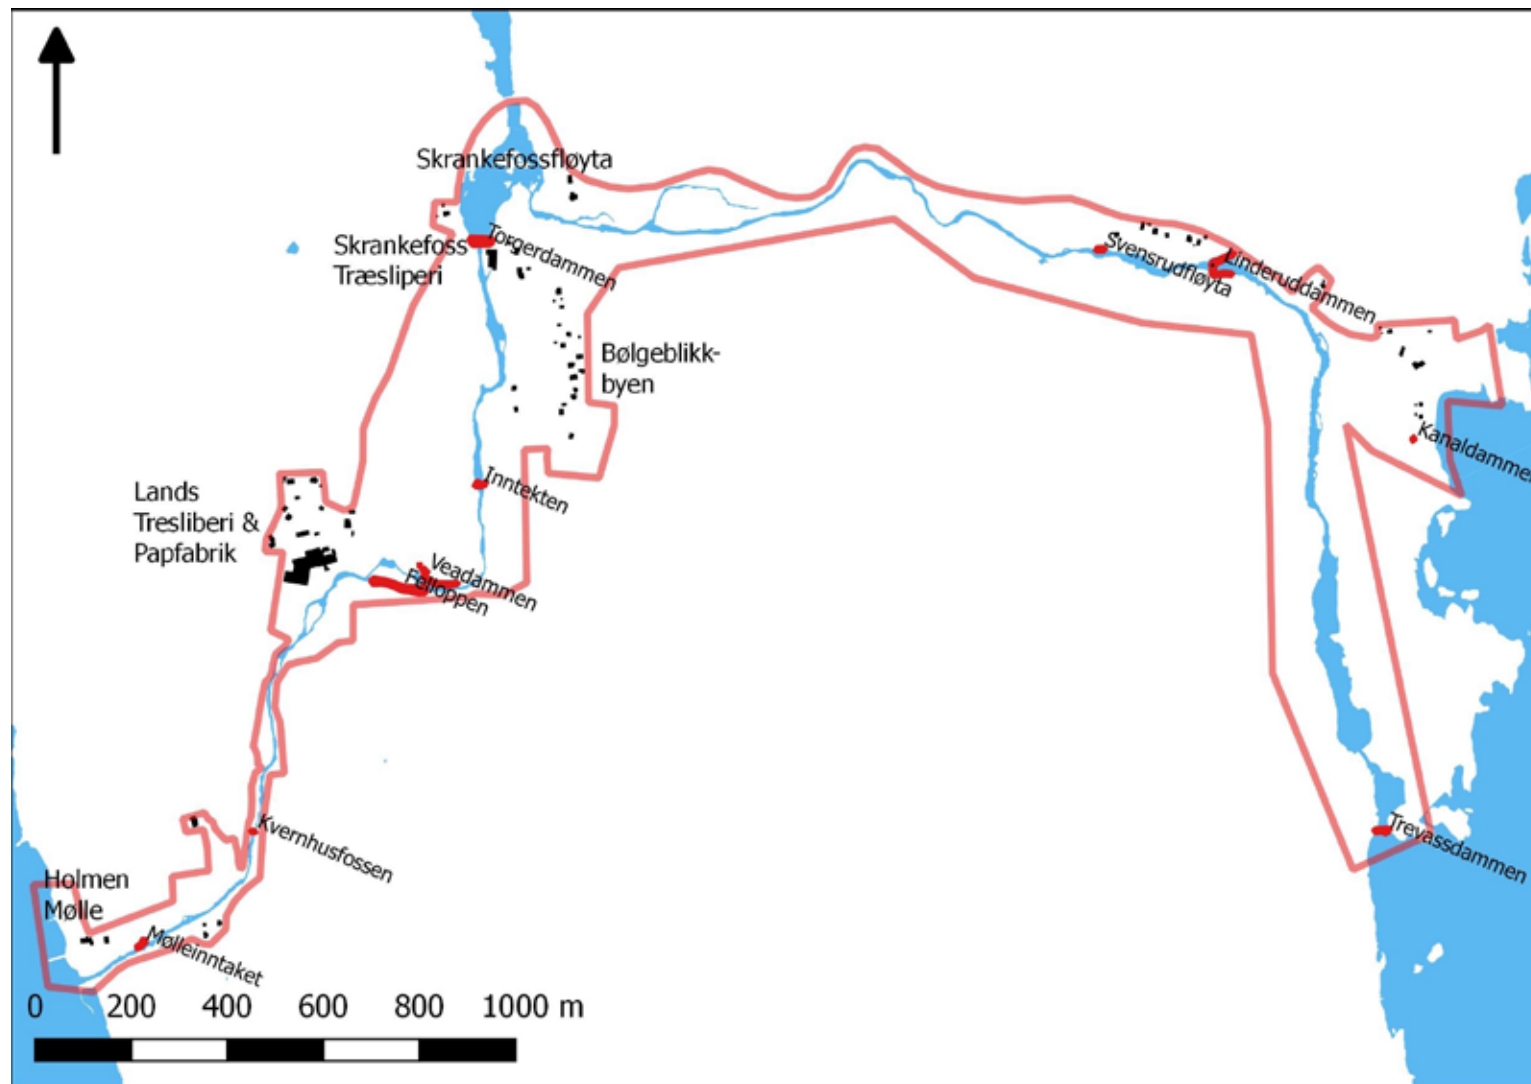 Skrankefossfløyta
Skrankefoss
Træsliperi
Torgerdammen
Svensrudfløyta
Linderuddammen
Bølgeblikk-
byen
Kanaldammen
Inntekten
Lands
Tresliberi &
Papfabrik
Veadammen
Felloppen
Kvernhusfossen
Trevassdammen
Holmen
Mølle
Mølleinntaket
0 200 400 600 800 1000 m